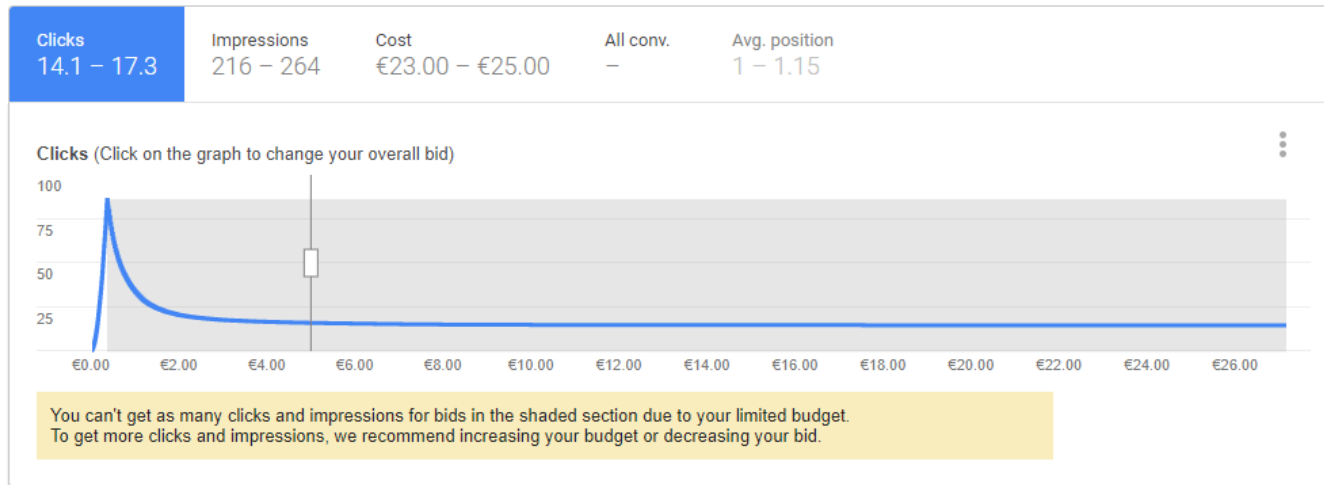 Clicks Impressions Cost All conv. Avg. position
14.1 – 17.3 216 – 264 €23.00 – €25.00 – 1 – 1.15
Clicks (Click on the graph to change your overall bid)
100
75
50
25
€0.00 €2.00 €4.00 €6.00 €8.00 €10.00 €12.00 €14.00 €16.00 €18.00 €20.00 €22.00 €24.00 €26.00
You can't get as many clicks and impressions for bids in the shaded section due to your limited budget.
To get more clicks and impressions, we recommend increasing your budget or decreasing your bid.